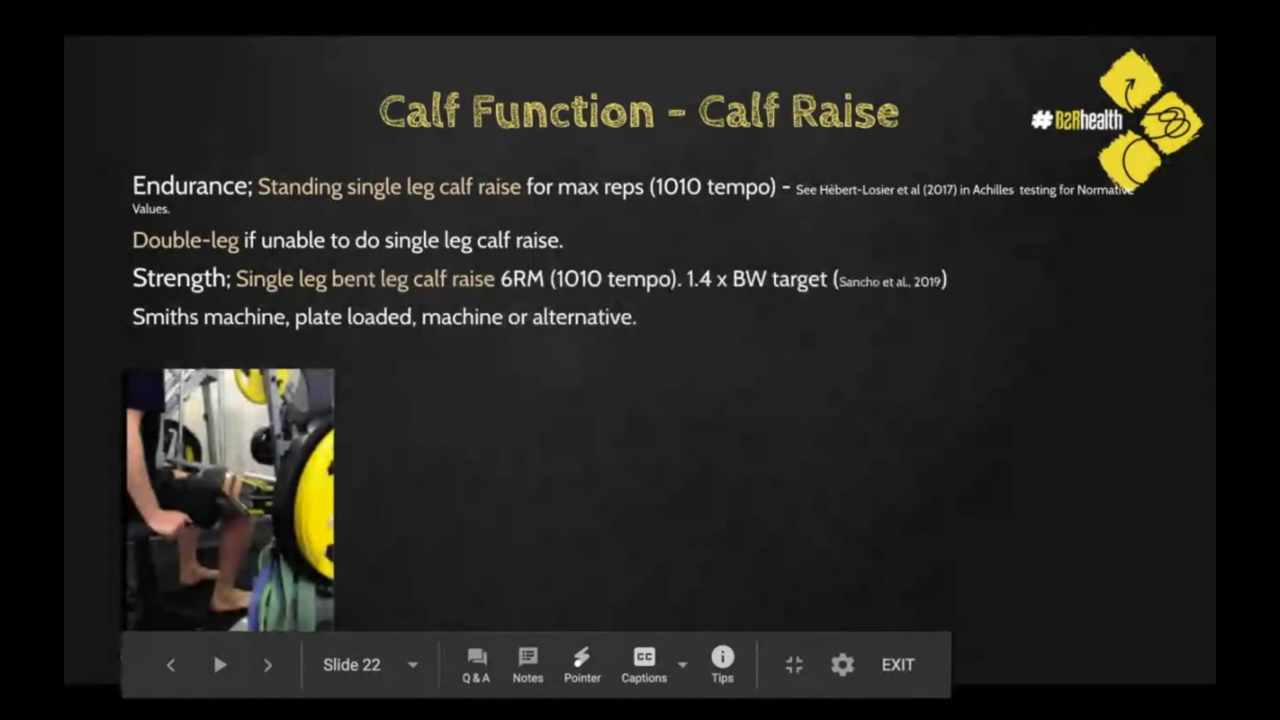 Calf Function - Calf Raise
#B2Rhealth
Endurance; Standing single leg calf raise for max reps (1010 tempo) - See Hébert-Losier et al (2017) in Achilles testing for Normative
Values.
Double-leg if unable to do single leg calf raise.
Strength; Single leg bent leg calf raise 6RM (1010 tempo). 1.4 x BW target (Sancho et al., 2019)
Smiths machine, plate loaded, machine or alternative.
Slide 22
Q & A Notes Pointer CC Captions Tips EXIT